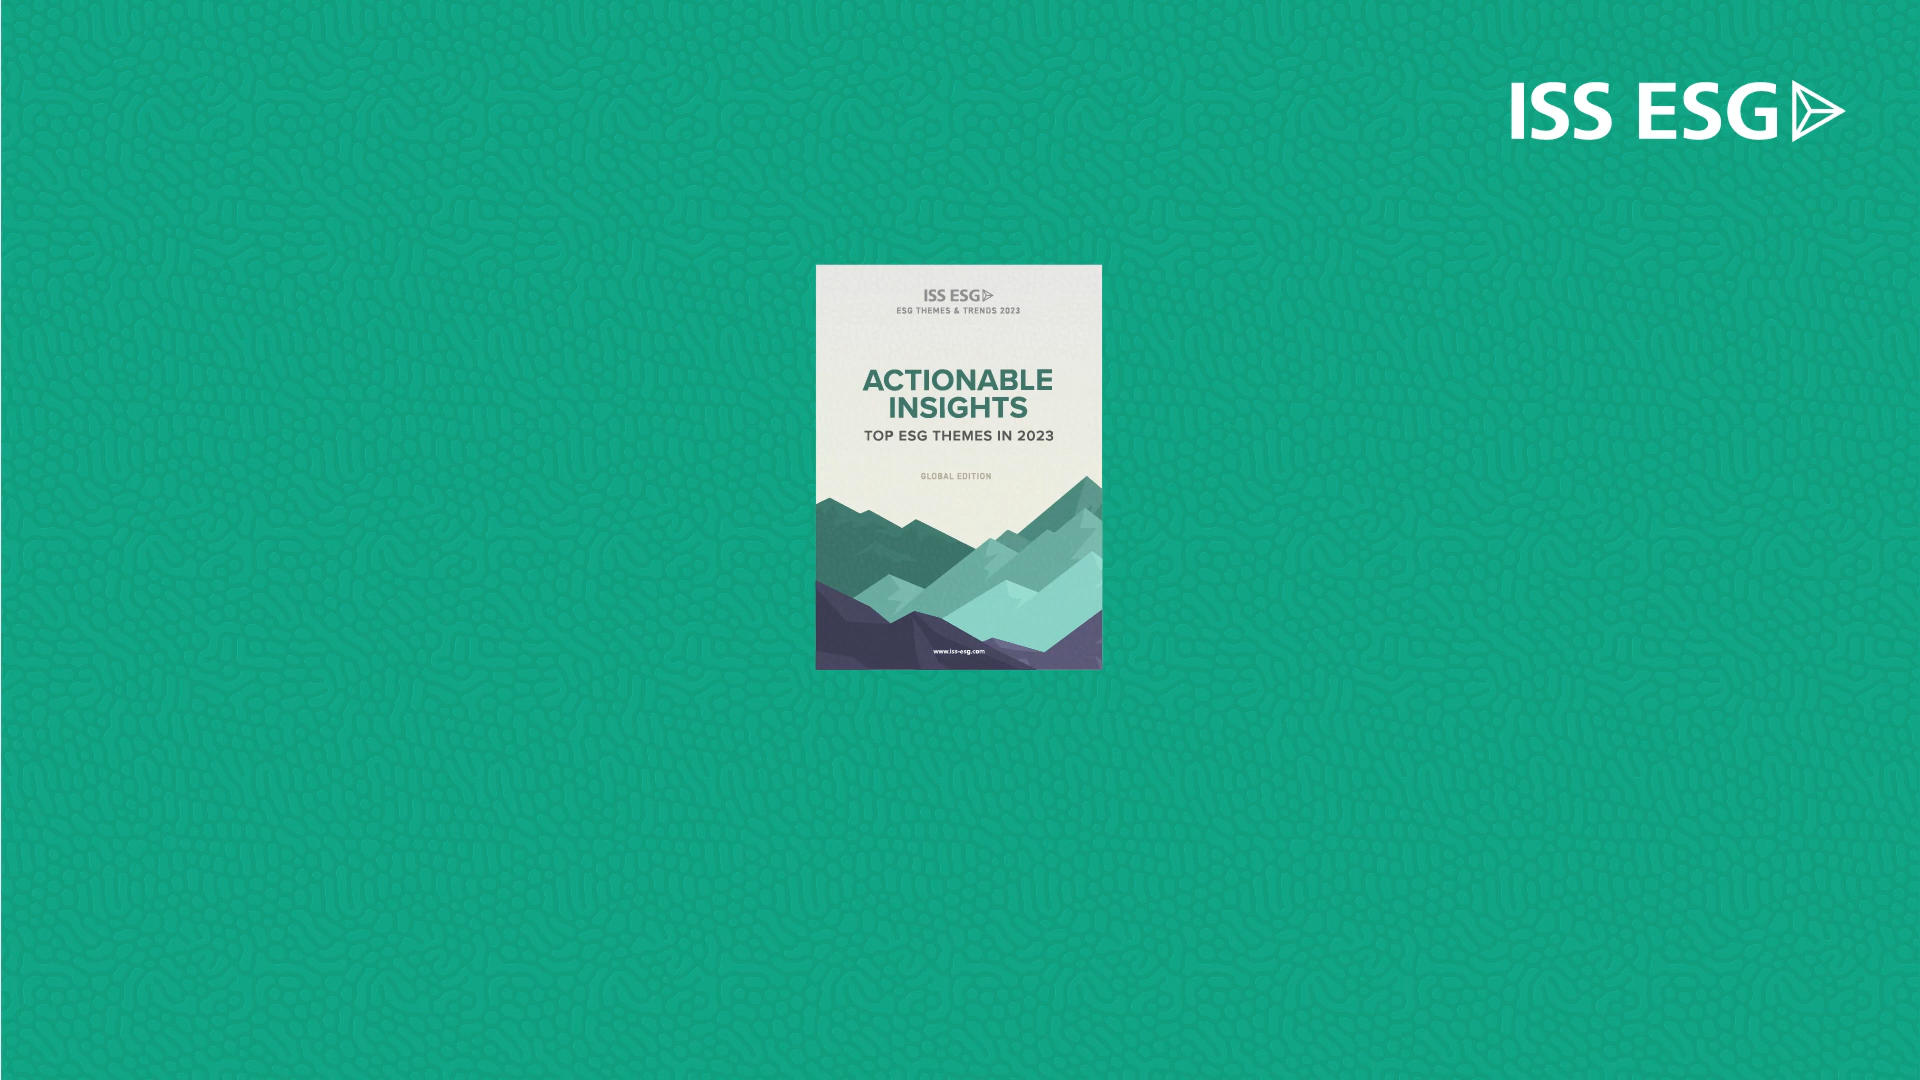 ISS ESG
ISS ESG
ESG THEMES & TRENDS 2023
ACTIONABLE
INSIGHTS
TOP ESG THEMES IN 2023
GLOBAL EDITION
www.iss-esg.com